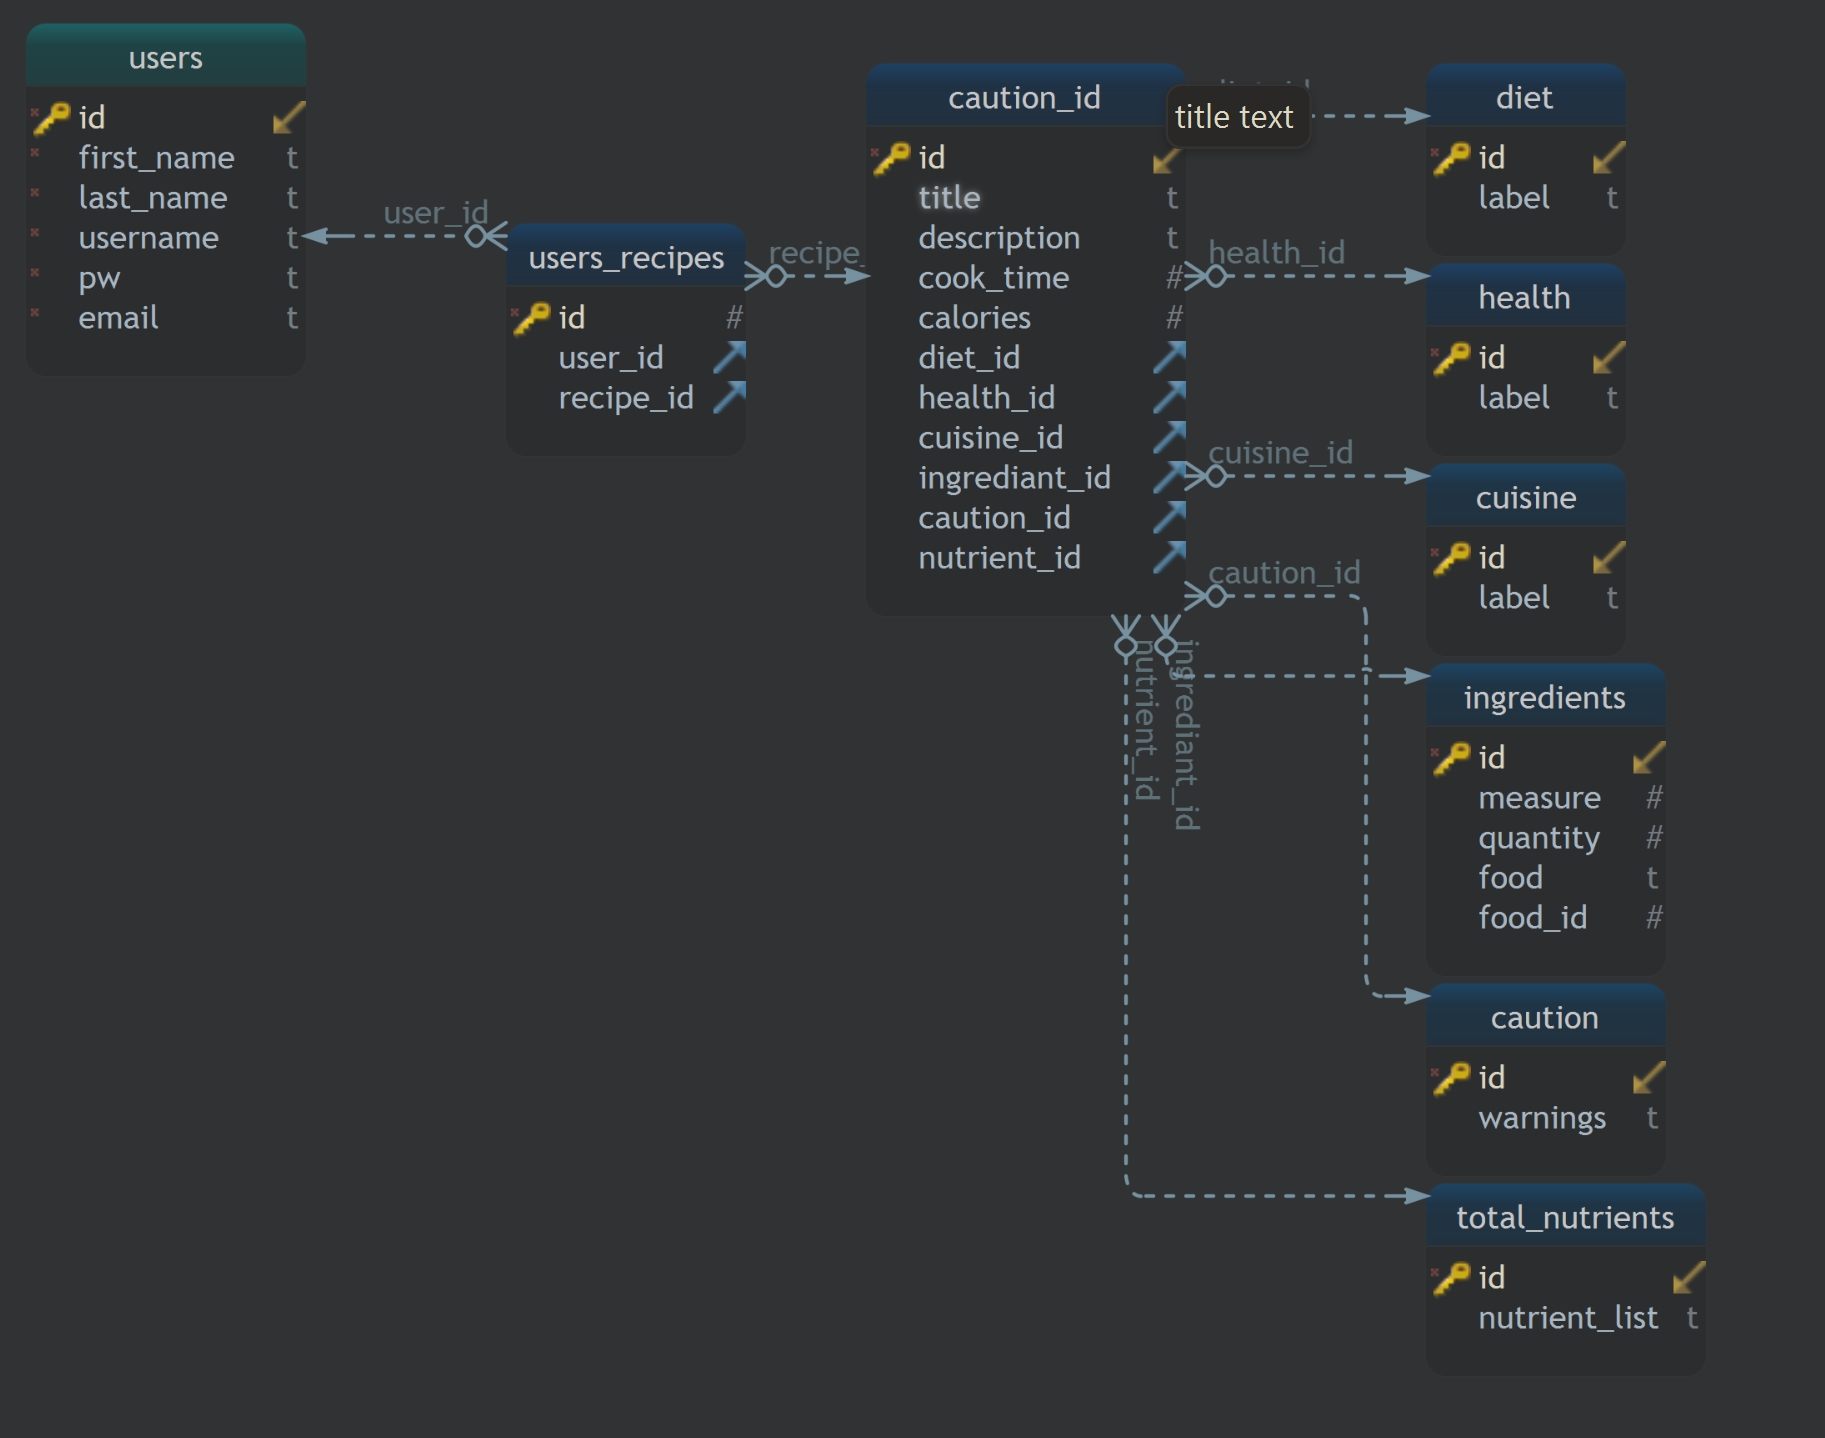 users
id
first_name t
last_name t
username t
pw t
email t
user_id
users_recipes
id #
user_id
recipe_id
recipe_
caution_id
id
title t
description t
cook_time #
calories #
diet_id
health_id
cuisine_id
ingrediant_id
caution_id
nutrient_id
title text
health_id
cuisine_id
caution_id
nutrient_id
ingrediant_id
diet
id
label t
health
id
label t
cuisine
id
label t
ingredients
id
measure #
quantity #
food t
food_id #
caution
id
warnings t
total_nutrients
id
nutrient_list t